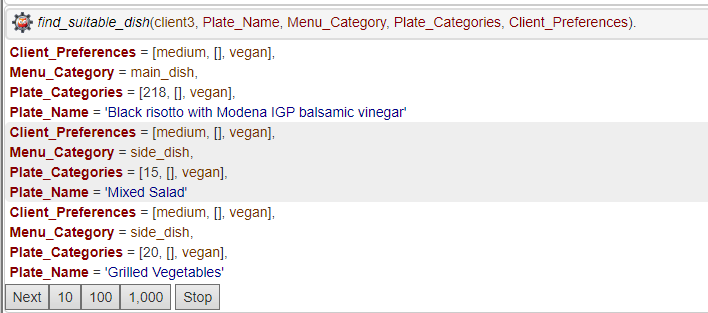 find_suitable_dish(client3, Plate_Name, Menu_Category, Plate_Categories, Client_Preferences).
Client_Preferences = [medium, [], vegan],
Menu_Category = main_dish,
Plate_Categories = [218, [], vegan],
Plate_Name = 'Black risotto with Modena IGP balsamic vinegar'
Client_Preferences = [medium, [], vegan],
Menu_Category = side_dish,
Plate_Categories = [15, [], vegan],
Plate_Name = 'Mixed Salad'
Client_Preferences = [medium, [], vegan],
Menu_Category = side_dish,
Plate_Categories = [20, [], vegan],
Plate_Name = 'Grilled Vegetables'
Next 10 100 1,000 Stop